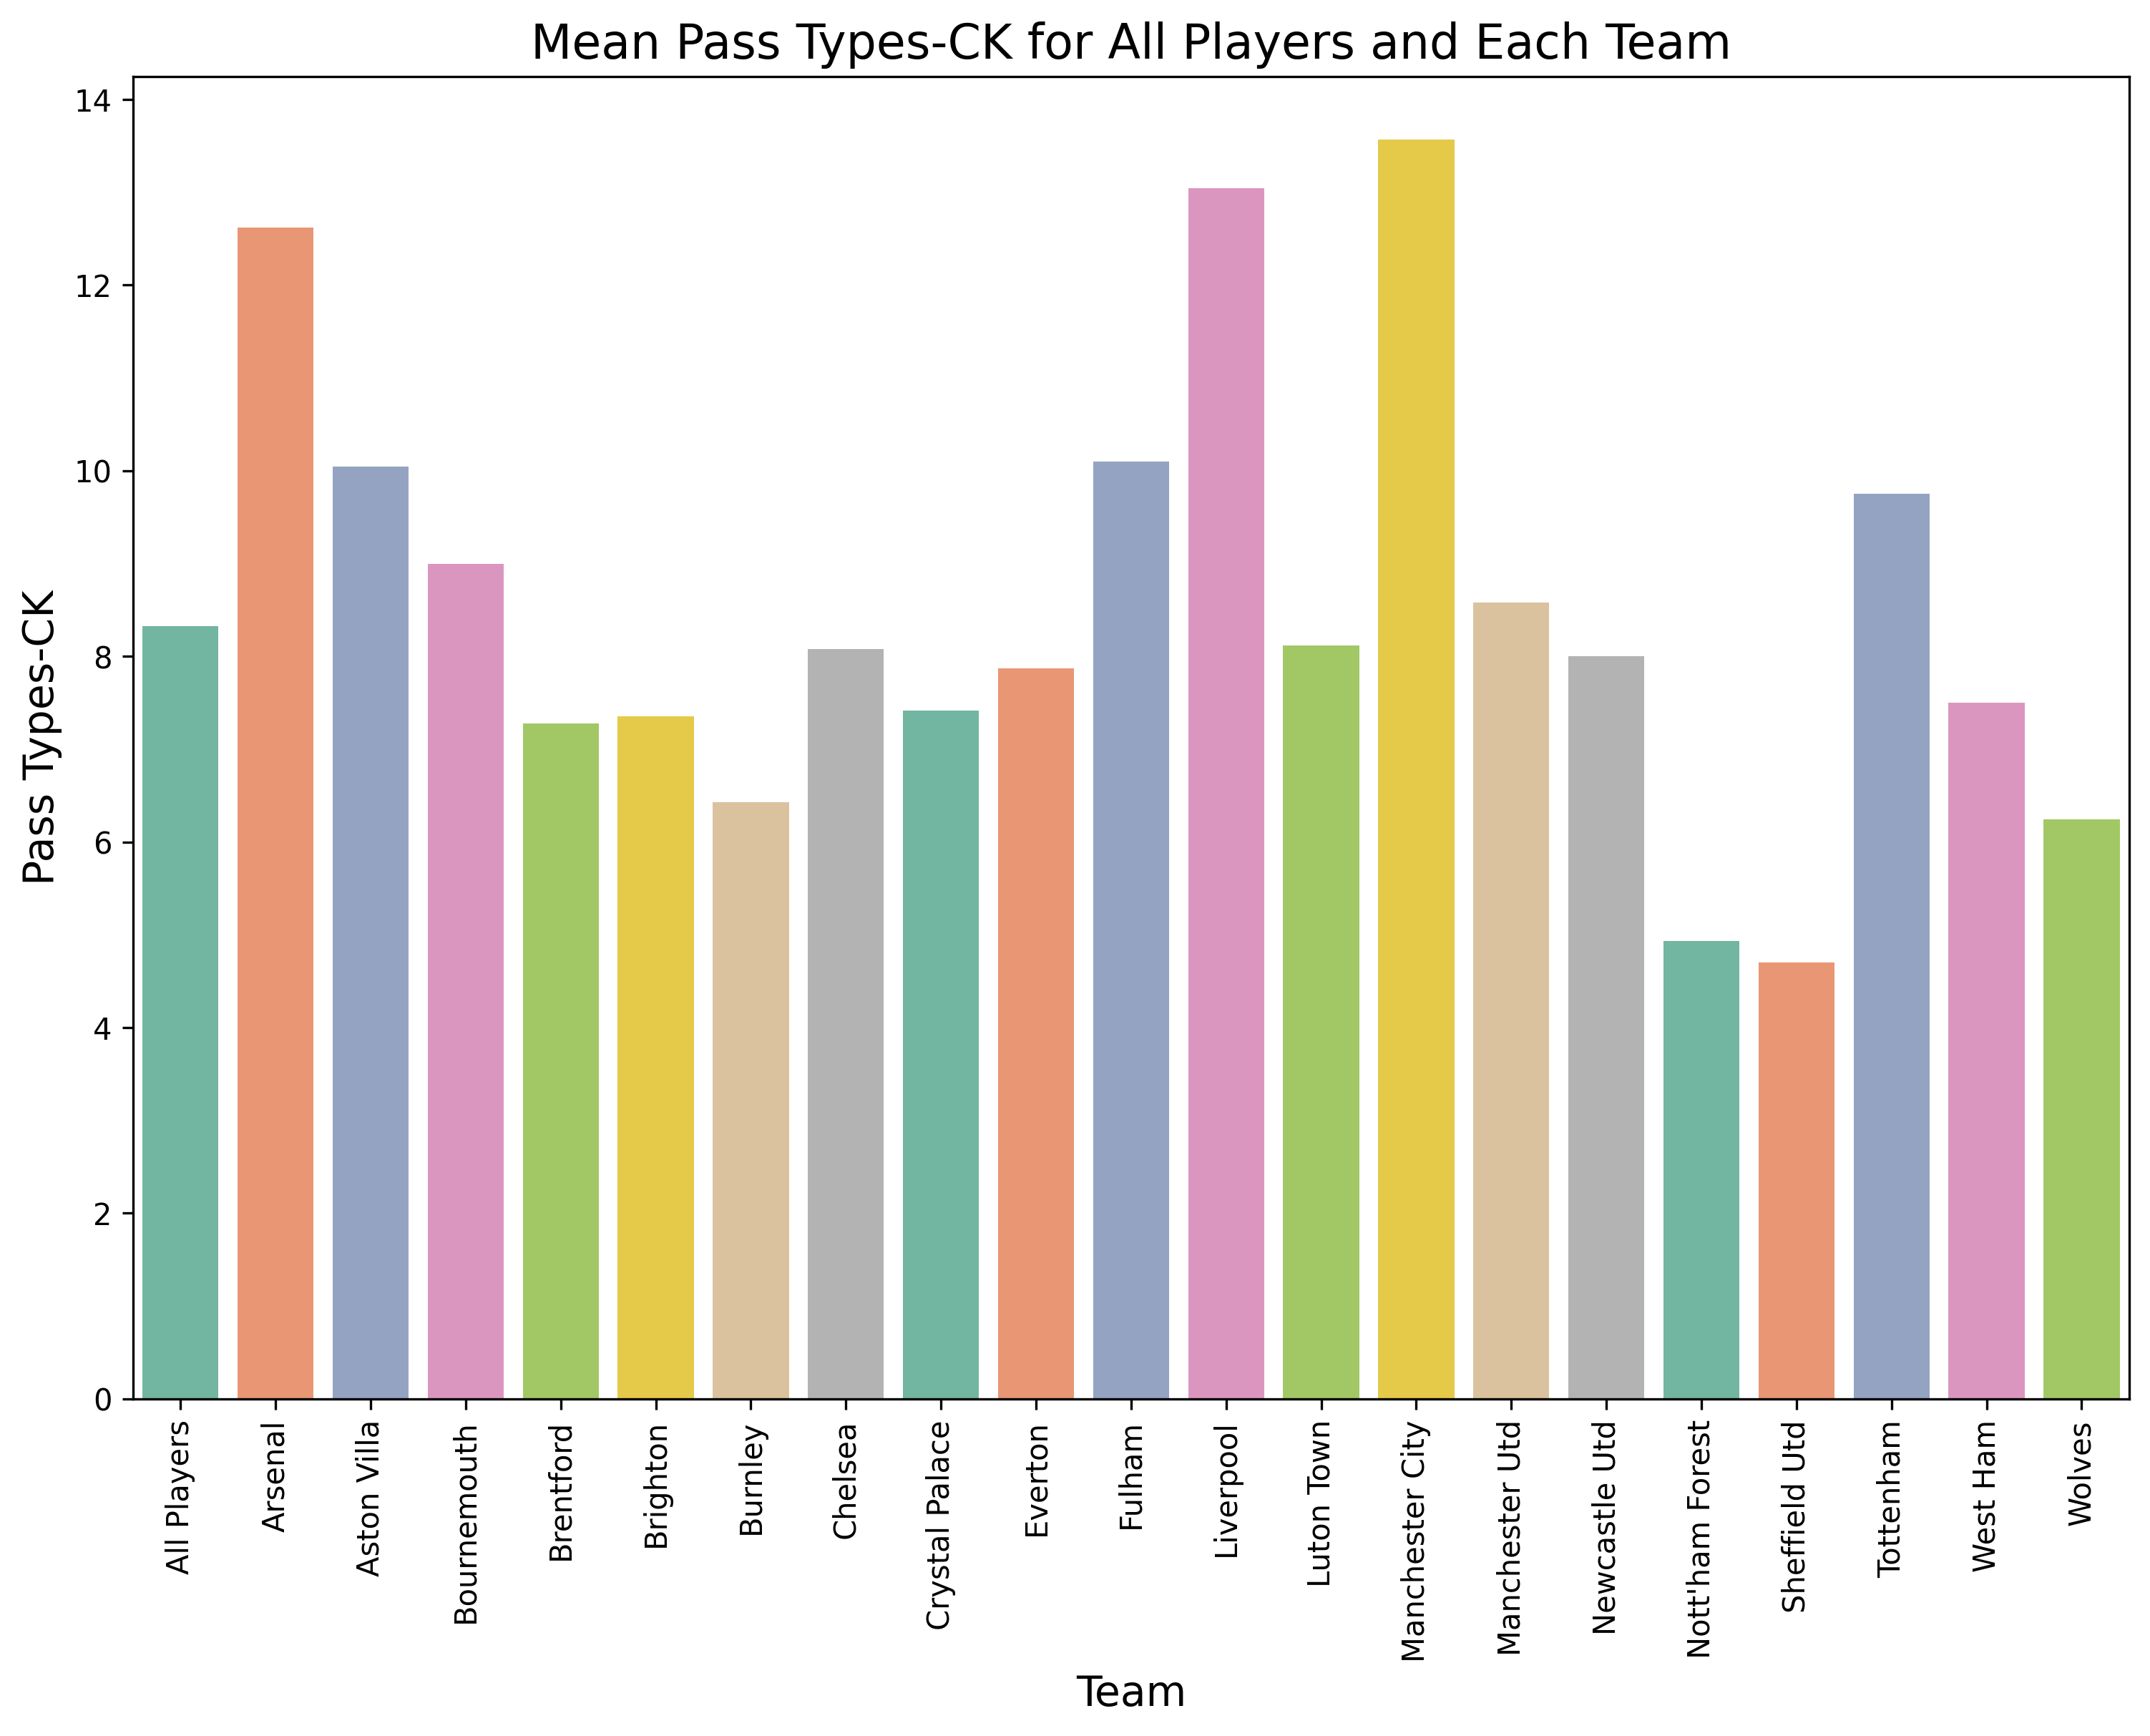 Mean Pass Types-CK for All Players and Each Team
Pass Types-CK
14
12
10
8
6
4
2
0
All Players
Arsenal
Aston Villa
Bournemouth
Brentford
Brighton
Burnley
Chelsea
Crystal Palace
Everton
Fulham
Liverpool
Luton Town
Manchester City
Manchester Utd
Newcastle Utd
Nott'ham Forest
Sheffield Utd
Tottenham
West Ham
Wolves
Team